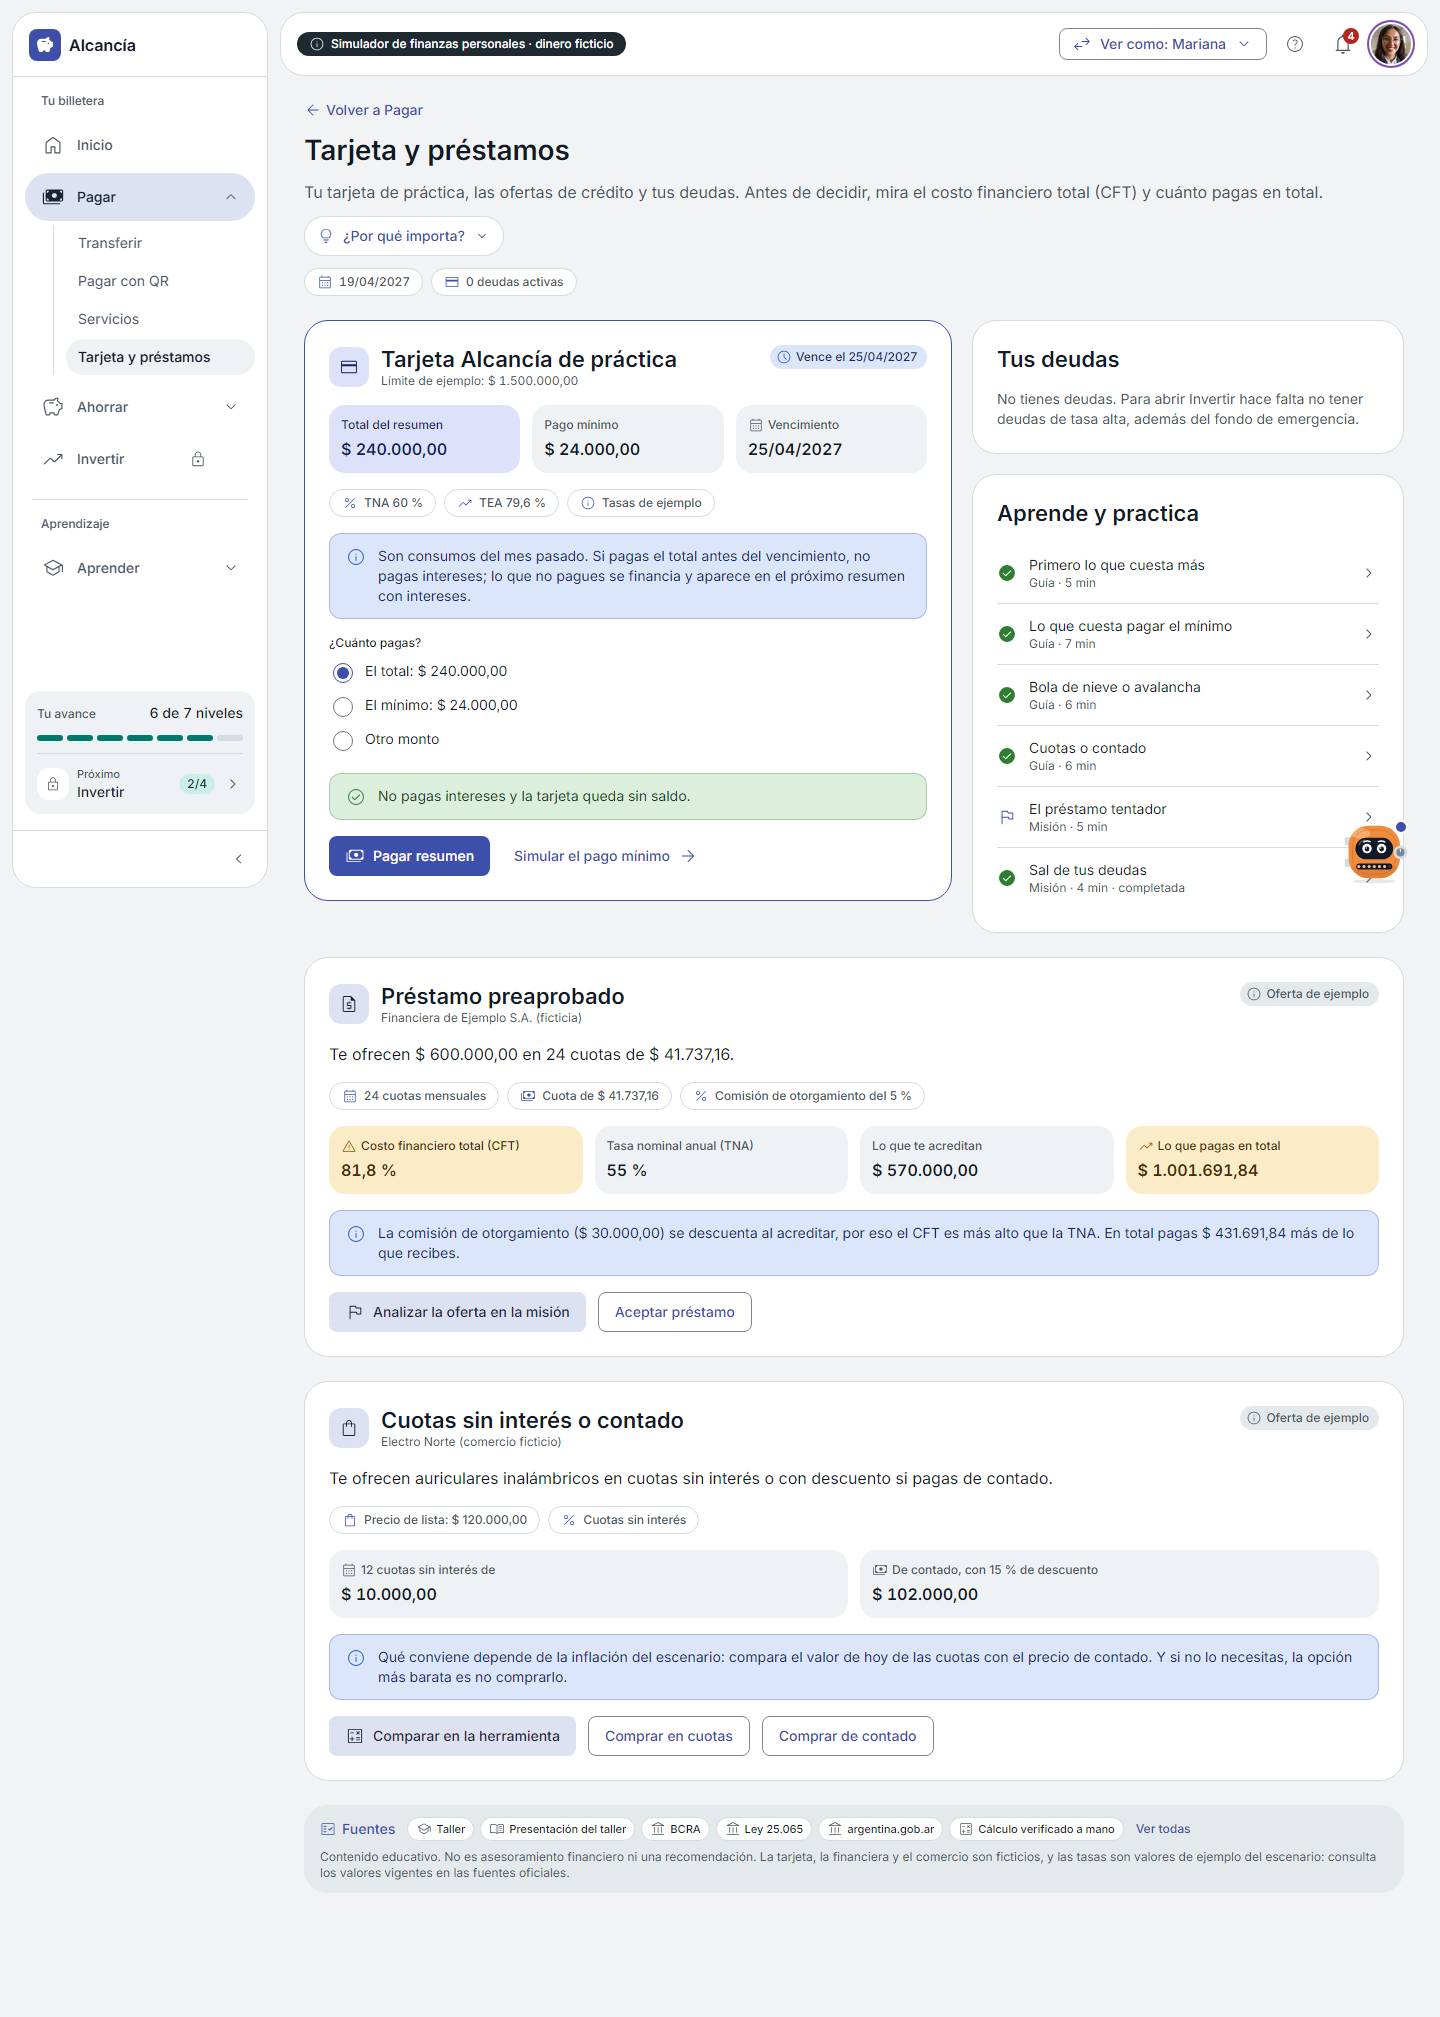 Alcancía
Simulador de finanzas personales · dinero ficticio
Ver como: Mariana
4
Tu billetera
Inicio
Pagar
Transferir
Pagar con QR
Servicios
Tarjeta y préstamos
Ahorrar
Invertir
Aprendizaje
Aprender
Tu avance
6 de 7 niveles
Próximo
Invertir
2/4
Volver a Pagar
Tarjeta y préstamos
Tu tarjeta de práctica, las ofertas de crédito y tus deudas. Antes de decidir, mira el costo financiero total (CFT) y cuánto pagas en total.
¿Por qué importa?
19/04/2027
0 deudas activas
Tarjeta Alcancía de práctica
Límite de ejemplo: $ 1.500.000,00
Vence el 25/04/2027
Total del resumen
$ 240.000,00
Pago mínimo
$ 24.000,00
Vencimiento
25/04/2027
TNA 60 %
TEA 79,6 %
Tasas de ejemplo
Son consumos del mes pasado. Si pagas el total antes del vencimiento, no
pagas intereses; lo que no pagues se financia y aparece en el próximo resumen
con intereses.
¿Cuánto pagas?
El total: $ 240.000,00
El mínimo: $ 24.000,00
Otro monto
No pagas intereses y la tarjeta queda sin saldo.
Pagar resumen
Simular el pago mínimo
Tus deudas
No tienes deudas. Para abrir Invertir hace falta no tener
deudas de tasa alta, además del fondo de emergencia.
Aprende y practica
Primero lo que cuesta más
Guía · 5 min
Lo que cuesta pagar el mínimo
Guía · 7 min
Bola de nieve o avalancha
Guía · 6 min
Cuotas o contado
Guía · 6 min
El préstamo tentador
Misión · 5 min
Sal de tus deudas
Misión · 4 min · completada
Préstamo preaprobado
Financiera de Ejemplo S.A. (ficticia)
Oferta de ejemplo
Te ofrecen $ 600.000,00 en 24 cuotas de $ 41.737,16.
24 cuotas mensuales
Cuota de $ 41.737,16
Comisión de otorgamiento del 5 %
Costo financiero total (CFT)
81,8 %
Tasa nominal anual (TNA)
55 %
Lo que te acreditan
$ 570.000,00
Lo que pagas en total
$ 1.001.691,84
La comisión de otorgamiento ($ 30.000,00) se descuenta al acreditar, por eso el CFT es más alto que la TNA. En total pagas $ 431.691,84 más de lo
que recibes.
Analizar la oferta en la misión
Aceptar préstamo
Cuotas sin interés o contado
Electro Norte (comercio ficticio)
Oferta de ejemplo
Te ofrecen auriculares inalámbricos en cuotas sin interés o con descuento si pagas de contado.
Precio de lista: $ 120.000,00
Cuotas sin interés
12 cuotas sin interés de
$ 10.000,00
De contado, con 15 % de descuento
$ 102.000,00
Qué conviene depende de la inflación del escenario: compara el valor de hoy de las cuotas con el precio de contado. Y si no lo necesitas, la opción
más barata es no comprarlo.
Comparar en la herramienta
Comprar en cuotas
Comprar de contado
Fuentes
Taller
Presentación del taller
BCRA
Ley 25.065
argentina.gob.ar
Cálculo verificado a mano
Ver todas
Contenido educativo. No es asesoramiento financiero ni una recomendación. La tarjeta, la financiera y el comercio son ficticios, y las tasas son valores de ejemplo del escenario: consulta
los valores vigentes en las fuentes oficiales.